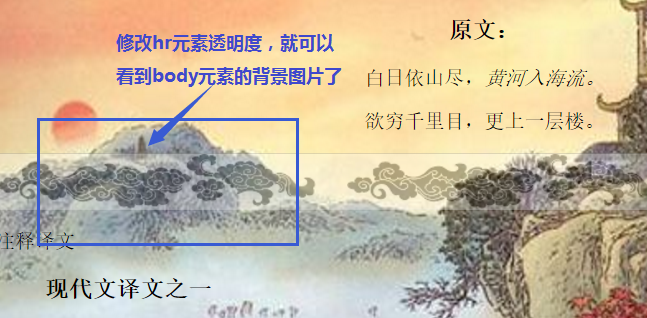 原文：
修改hr元素透明度，就可以
看到body元素的背景图片了
白日依山尽，黄河入海流。
欲穷千里目，更上一层楼。
注释译文
现代文译文之一